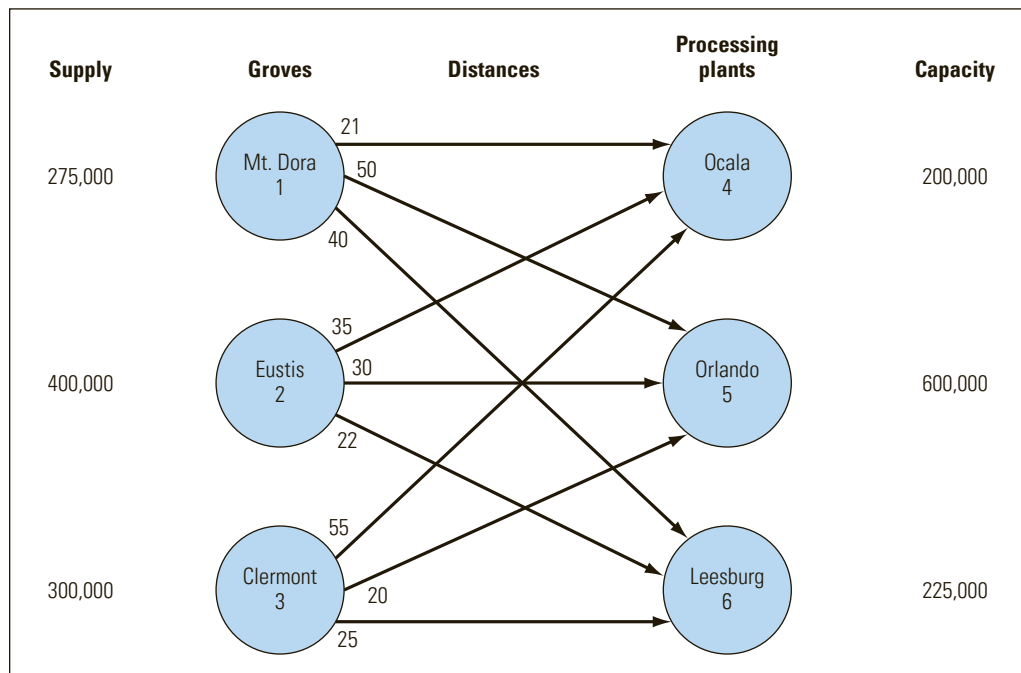 Supply Groves Distances Processing plants Capacity
21
275,000 Mt. Dora 1 50 Ocala 4 200,000
40
35
400,000 Eustis 2 30 Orlando 5 600,000
22
55
300,000 Clermont 3 20 Leesburg 6 225,000
25